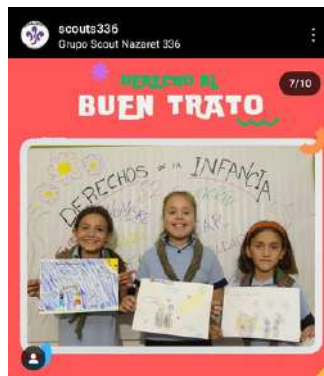 scouts336
Grupo Scout Nazaret 336
7/10
DERECHO AL
BUEN TRATO
DERECHOS DE LA INFANCIA